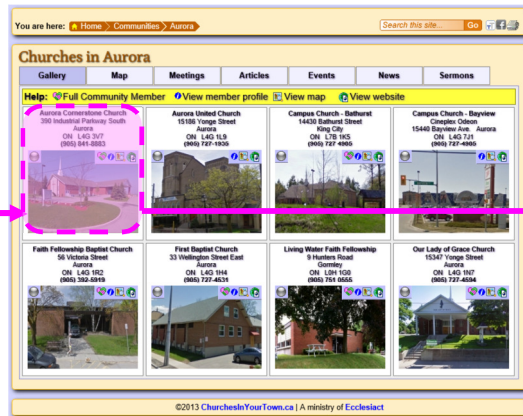 You are here: Home > Communities > Aurora
Search this site...
Go
Churches in Aurora
Gallery
Map
Meetings
Articles
Events
News
Sermons
Help: Full Community Member View member profile View map View website
Aurora Cornerstone Church
390 Industrial Parkway South
Aurora
ON L4G 3V7
(905) 841-8883
Aurora United Church
15186 Yonge Street
Aurora
ON L4G 1L9
(905) 727-1935
Campus Church - Bathurst
14430 Bathurst Street
King City
ON L7B 1K5
(905) 727 4985
Campus Church - Bayview
Cineplex Odeon
15440 Bayview Ave. Aurora
ON L4G 7J1
(905) 727-4985
Faith Fellowship Baptist Church
56 Victoria
Street
Aurora
ON L4G 1R2
(905) 392-5919
First Baptist Church
33 Wellington Street
East
Aurora
ON L4G 1H4
(905) 727-4531
Living Water Faith Fellowship
9 Hunters Road
Gormley
ON L0H 1G0
(905) 751 0555
Our Lady of Grace Church
15347 Yonge Street
Aurora
ON L4G 1N7
(905) 727-4594
©2013 ChurchesInYourTown.ca | A ministry of Ecclesiact